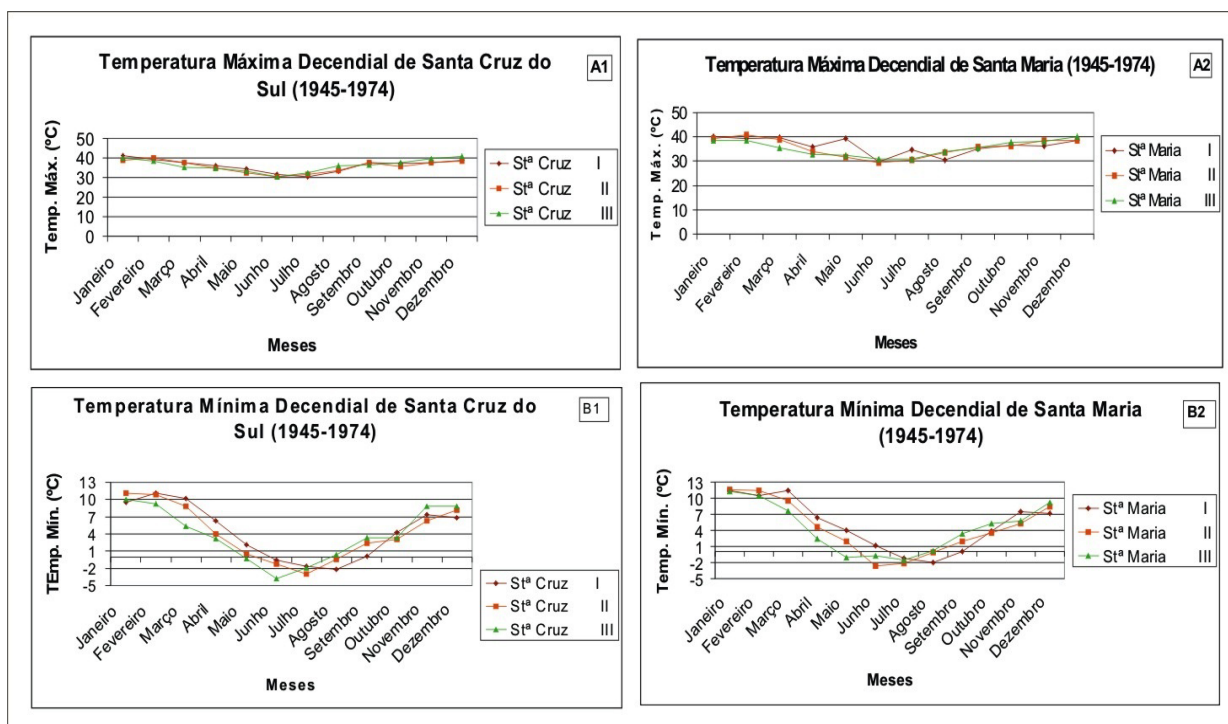 Temperatura Máxima Decendial de Santa Cruz do
Sul (1945-1974)
A1
Temp. Máx. (ºC)
50
40
30
20
10
0
Janeiro
Fevereiro
Março
Abril
Maio
Junho
Julho
Agosto
Setembro
Outubro
Novembro
Dezembro
Meses
Stª Cruz I
Stª Cruz II
Stª Cruz III
Temperatura Máxima Decendial de Santa Maria (1945-1974)
A2
Temp. Máx. (ºC)
50
40
30
20
10
0
Janeiro
Fevereiro
Março
Abril
Maio
Junho
Julho
Agosto
Setembro
Outubro
Novembro
Dezembro
Meses
Stª Maria I
Stª Maria II
Stª Maria III
Temperatura Mínima Decendial de Santa Cruz do
Sul (1945-1974)
B1
TEmp. Mín. (ºC)
13
10
7
4
1
-2
-5
Janeiro
Fevereiro
Março
Abril
Maio
Junho
Julho
Agosto
Setembro
Outubro
Novembro
Dezembro
Meses
Stª Cruz I
Stª Cruz II
Stª Cruz III
Temperatura Mínima Decendial de Santa Maria
(1945-1974)
B2
Temp. Mín. (ºC)
13
10
7
4
1
-2
-5
Janeiro
Fevereiro
Março
Abril
Maio
Junho
Julho
Agosto
Setembro
Outubro
Novembro
Dezembro
Meses
Stª Maria I
Stª Maria II
Stª Maria III